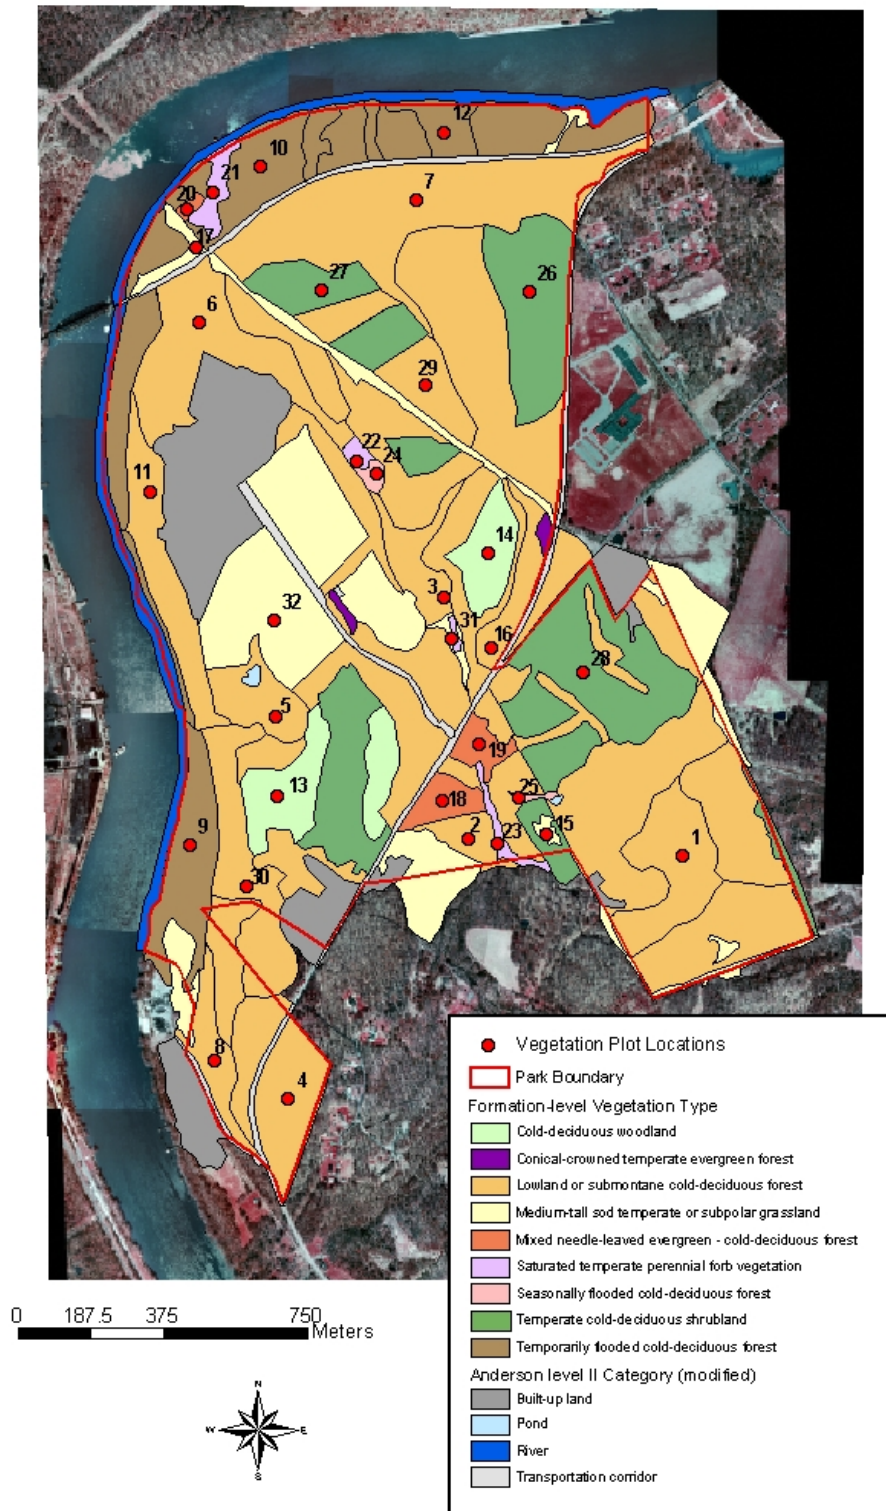 12
10
21
7
20
17
27
26
6
29
22
24
11
14
3
32
31
16
28
5
19
13
25
18
15
9
2
23
1
30
8
4
Vegetation Plot Locations
Park Boundary
Formation-level Vegetation Type
Cold-deciduous woodland
Conical-crowned temperate evergreen forest
Lowland or submontane cold-deciduous forest
Medium-tall sod temperate or subpolar grassland
Mixed needle-leaved evergreen - cold-deciduous forest
Saturated temperate perennial forb vegetation
Seasonally flooded cold-deciduous forest
Temperate cold-deciduous shrubland
Temporarily flooded cold-deciduous forest
Anderson level II Category (modified)
Built-up land
Pond
River
Transportation corridor
0 187.5 375 750
Meters
N
W E
S